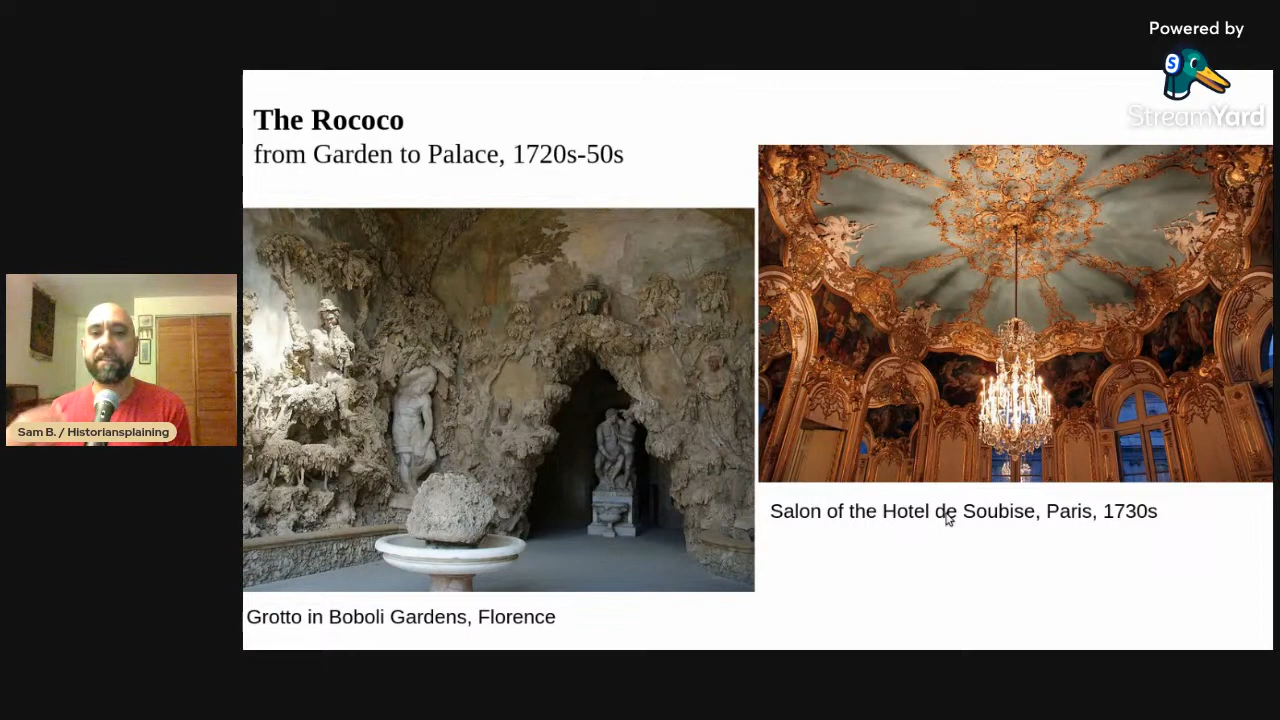 Powered by
S
StreamYard
The Rococo
from Garden to Palace, 1720s-50s
Sam B. / Historiansplaining
Salon of the Hotel de Soubise, Paris, 1730s
Grotto in Boboli Gardens, Florence